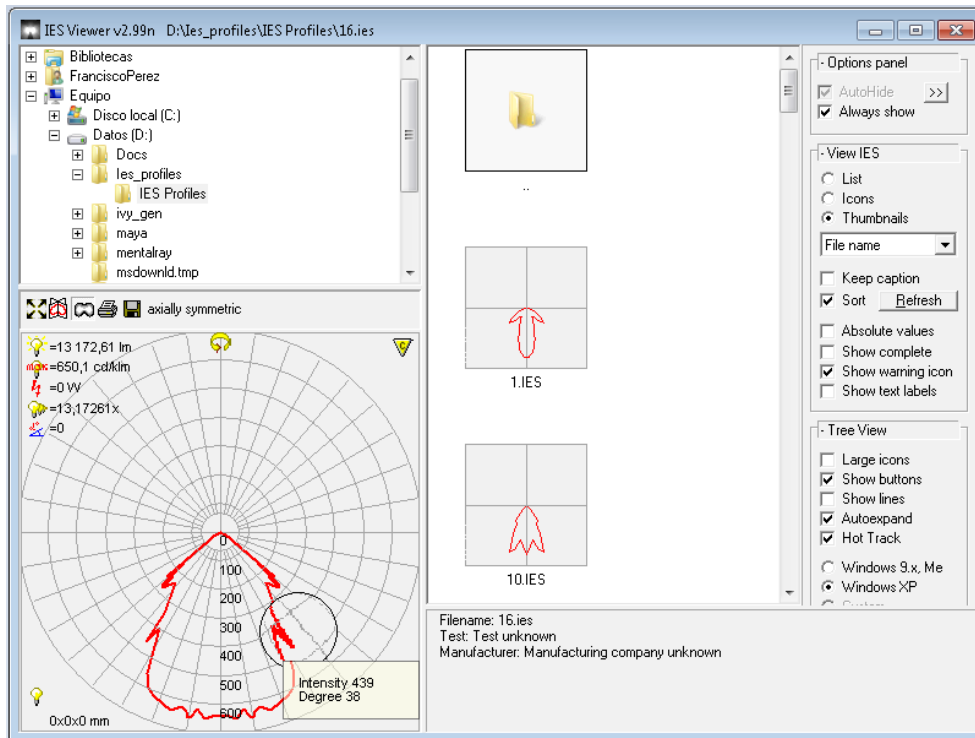 IES Viewer v2.99n D:\Ies_profiles\IES Profiles\16.ies
Bibliotecas
FranciscoPerez
Equipo
Disco local (C:)
Datos (D:)
Docs
Ies_profiles
IES Profiles
ivy_gen
maya
mentalray
msdownld.tmp
axially symmetric
=13 172,61 lm
max=650,1 cd/klm
=0 W
=13,17261x
=0
C
0
100
200
300
400
500
600
Intensity 439
Degree 38
0x0x0 mm
..
1.IES
10.IES
Filename: 16.ies
Test: Test unknown
Manufacturer: Manufacturing company unknown
- Options panel
AutoHide >>
Always show
- View IES
List
Icons
Thumbnails
File name
Keep caption
Sort Refresh
Absolute values
Show complete
Show warning icon
Show text labels
- Tree View
Large icons
Show buttons
Show lines
Autoexpand
Hot Track
Windows 9.x, Me
Windows XP